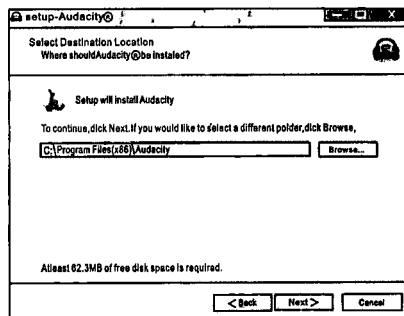 setup-Audacity®
X
Select Destination Location
Where shouldAudacity®be instaled?
Setup will install Audacity
To continue,dick Next.If you would like to select a different polder,dick Browse,
C:\Program Files(x86)\Audacity
Browse...
Atleast 62.3MB of free disk space is required.
< Back
Next >
Cancel